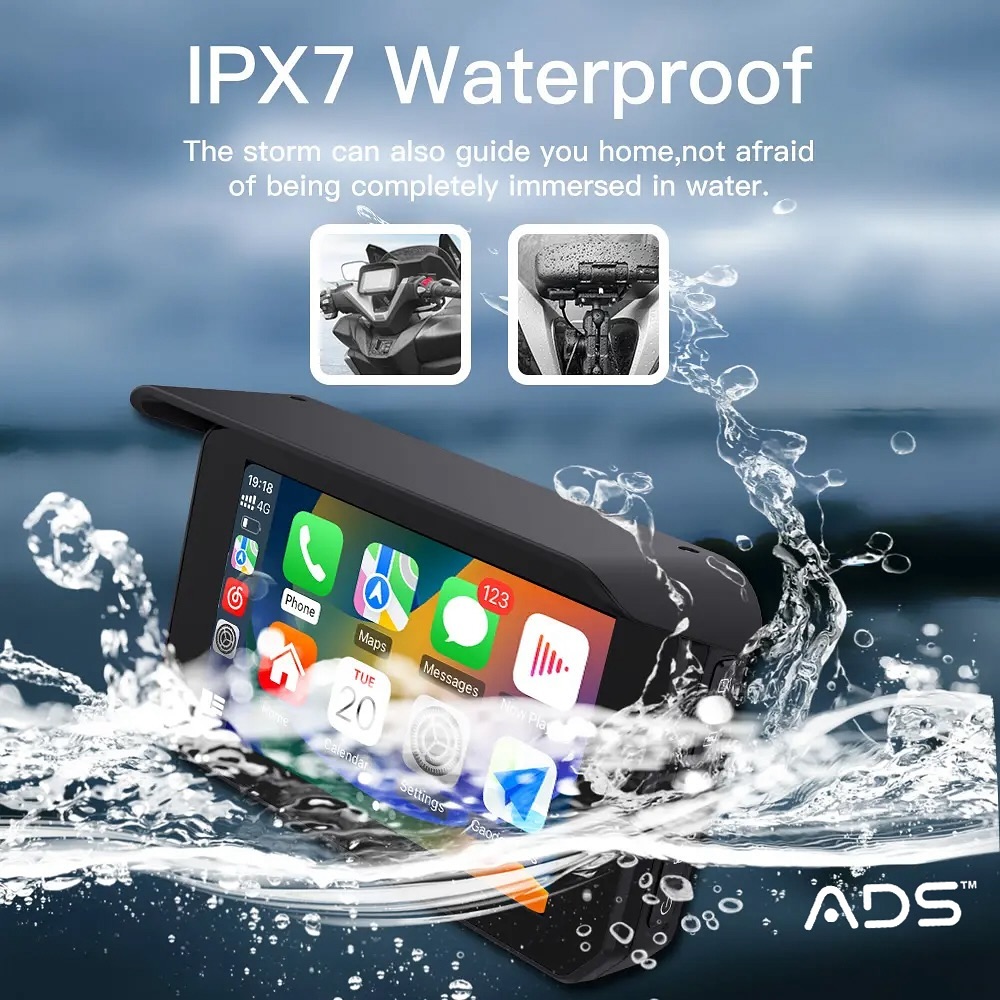 IPX7 Waterproof
The storm can also guide you home,not afraid
of being completely immersed in water.
19:18
4G
Phone
Maps
123
Messages
TUE
20
Calendar
Settings
ADS™